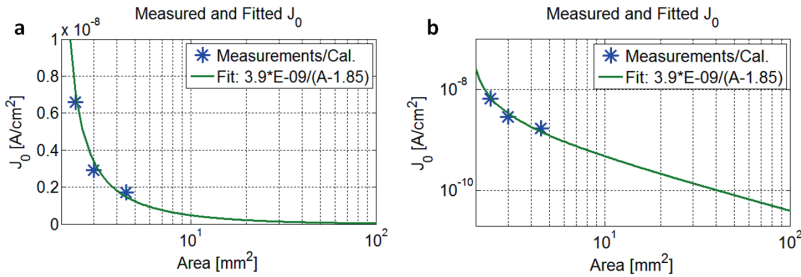 a
Measured and Fitted J0
x 10^-8
Measurements/Cal.
Fit: 3.9*E-09/(A-1.85)
1
0.8
0.6
0.4
0.2
0
J0 [A/cm²]
10^1
10^2
Area [mm²]
b
Measured and Fitted J0
Measurements/Cal.
Fit: 3.9*E-09/(A-1.85)
10^-8
10^-10
J0 [A/cm²]
10^1
10^2
Area [mm²]